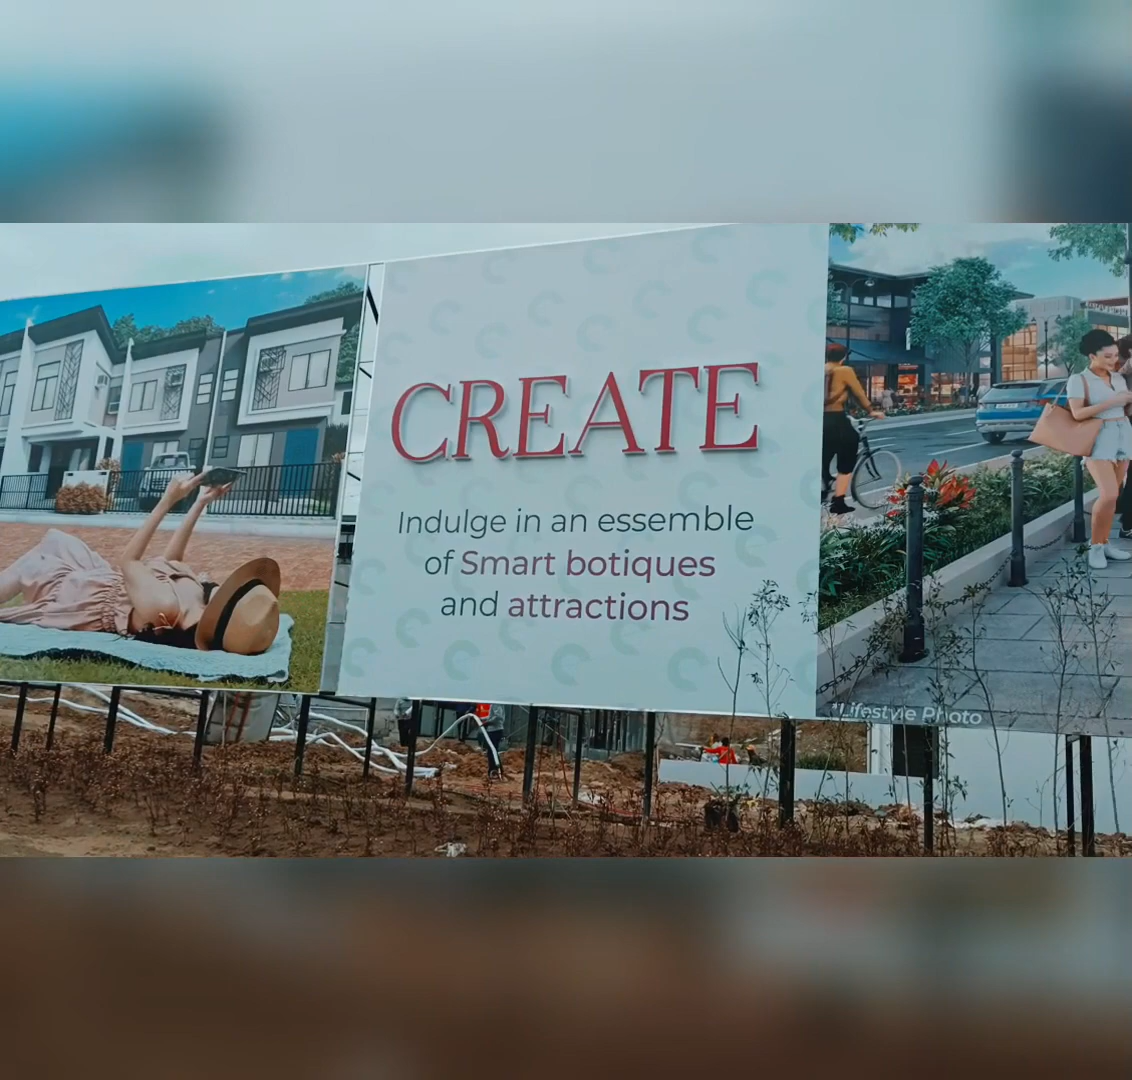 CREATE
Indulge in an essemble
of Smart botiques
and attractions
*Lifestyle Photo